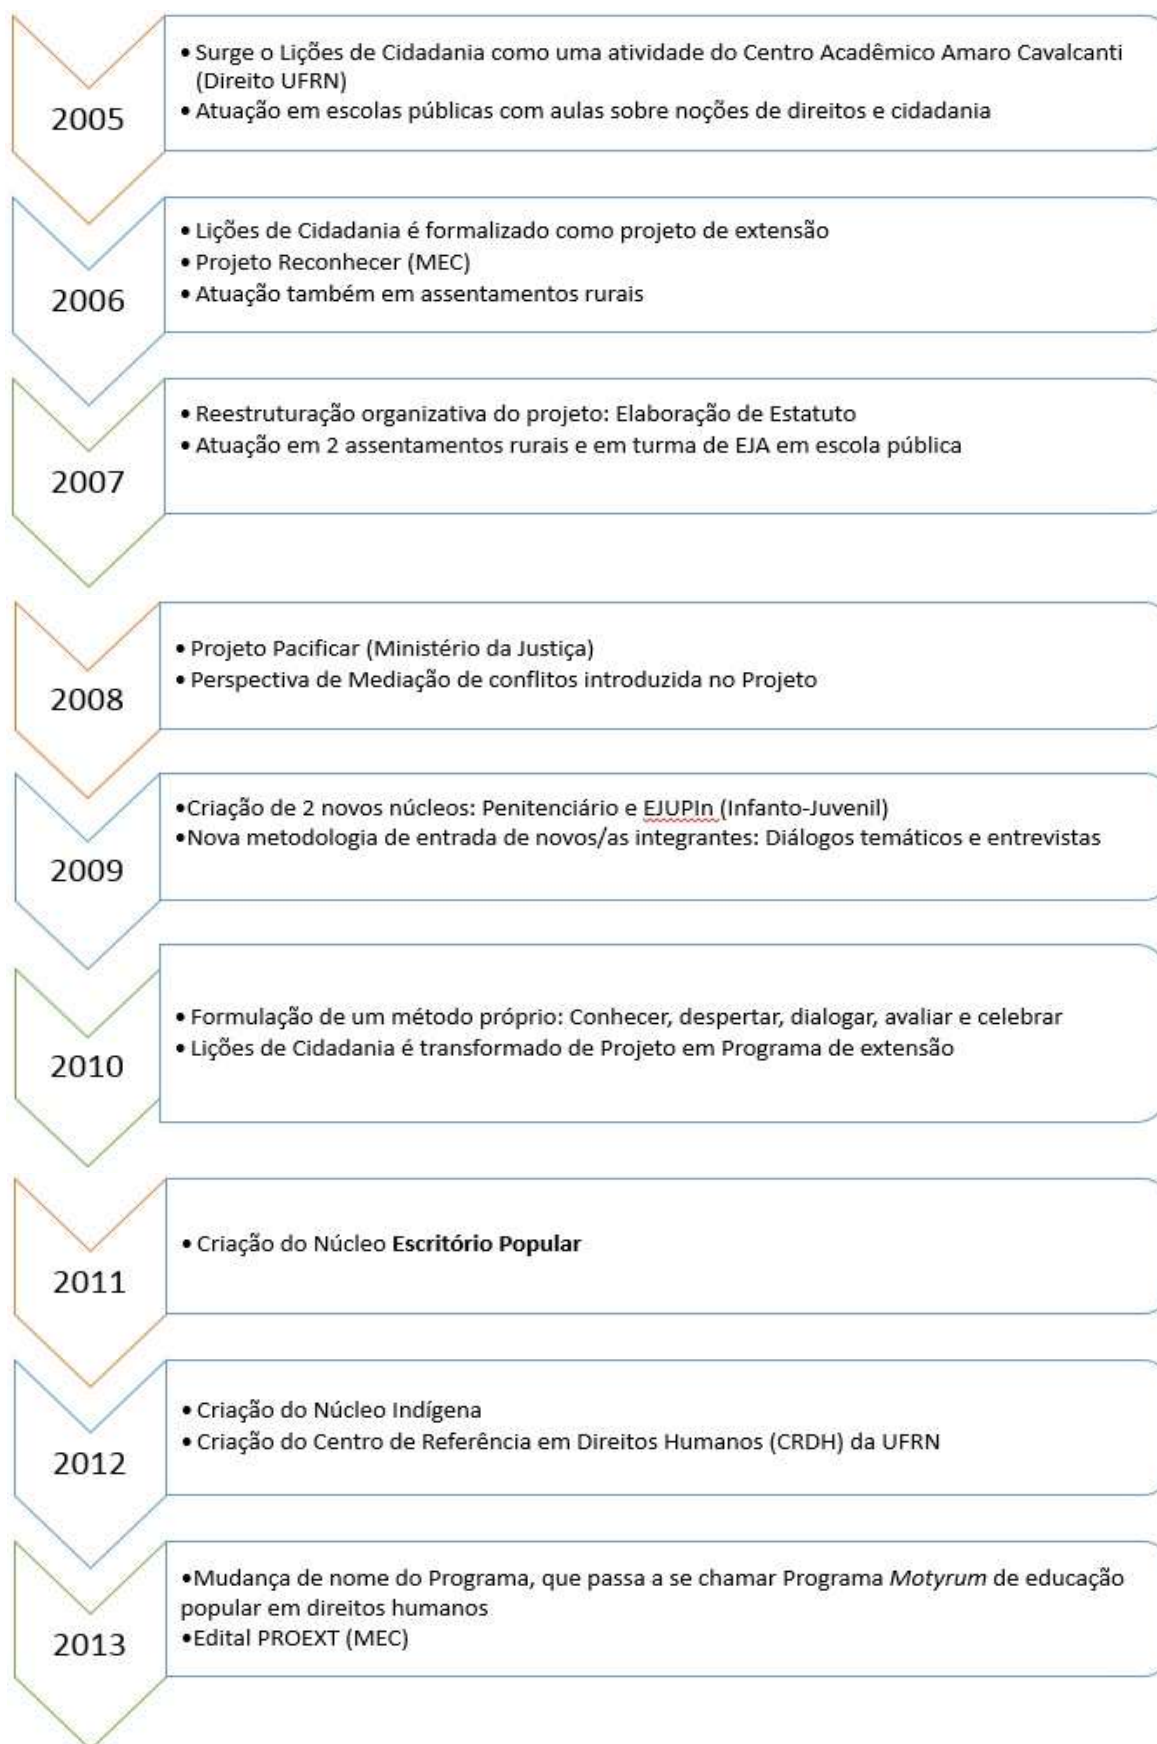 2005
• Surge o Lições de Cidadania como uma atividade do Centro Acadêmico Amaro Cavalcanti
(Direito UFRN)
• Atuação em escolas públicas com aulas sobre noções de direitos e cidadania
2006
• Lições de Cidadania é formalizado como projeto de extensão
• Projeto Reconhecer (MEC)
• Atuação também em assentamentos rurais
2007
• Reestruturação organizativa do projeto: Elaboração de Estatuto
• Atuação em 2 assentamentos rurais e em turma de EJA em escola pública
2008
• Projeto Pacificar (Ministério da Justiça)
• Perspectiva de Mediação de conflitos introduzida no Projeto
2009
•Criação de 2 novos núcleos: Penitenciário e EJUPIn (Infanto-Juvenil)
•Nova metodologia de entrada de novos/as integrantes: Diálogos temáticos e entrevistas
2010
• Formulação de um método próprio: Conhecer, despertar, dialogar, avaliar e celebrar
• Lições de Cidadania é transformado de Projeto em Programa de extensão
2011
• Criação do Núcleo Escritório Popular
2012
• Criação do Núcleo Indígena
• Criação do Centro de Referência em Direitos Humanos (CRDH) da UFRN
2013
•Mudança de nome do Programa, que passa a se chamar Programa Motyrum de educação
popular em direitos humanos
•Edital PROEXT (MEC)